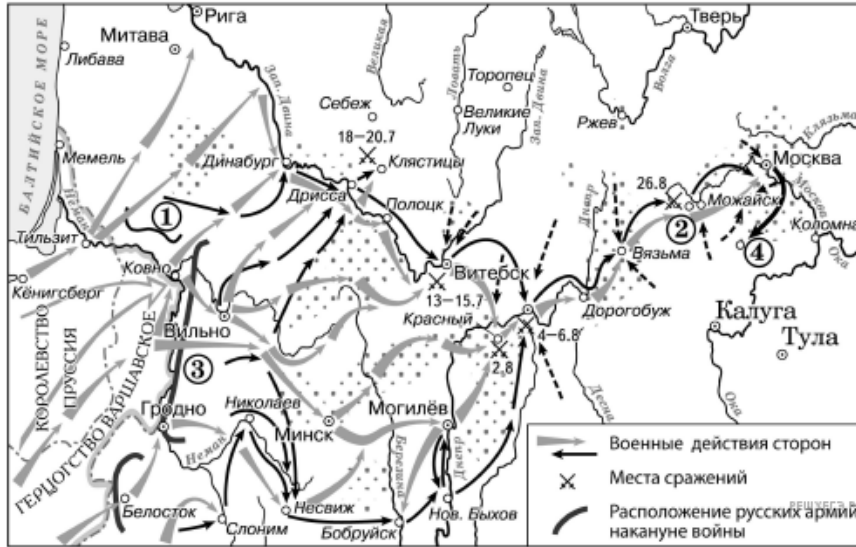 Рига
Митава
Либава
БАЛТИЙСКОЕ МОРЕ
Мемель
Неман
Тильзит
Кёнигсберг
КОРОЛЕВСТВО
ПРУССИЯ
ГЕРЦОГСТВО ВАРШАВСКОЕ
Ковно
Вильно
Гродно
Белосток
Неман
Николаев
Слоним
Несвиж
Минск
Бобруйск
Березина
Могилёв
Днепр
Нов. Быхов
1
3
Зап. Двина
Динабург
Дрисса
Себеж
18–20.7
Клястицы
Полоцк
Великая
Ловать
Торопец
Великие
Луки
Зап. Двина
Витебск
13–15.7
Красный
2.8
4–6.8
Дорогобуж
Десна
Днепр
Вязьма
Ржев
Волга
Тверь
26.8
2
Можайск
Москва
Клязьма
Москва
4
Коломна
Ока
Калуга
Тула
Ока
Военные действия сторон
Места сражений
Расположение русских армий
накануне войны